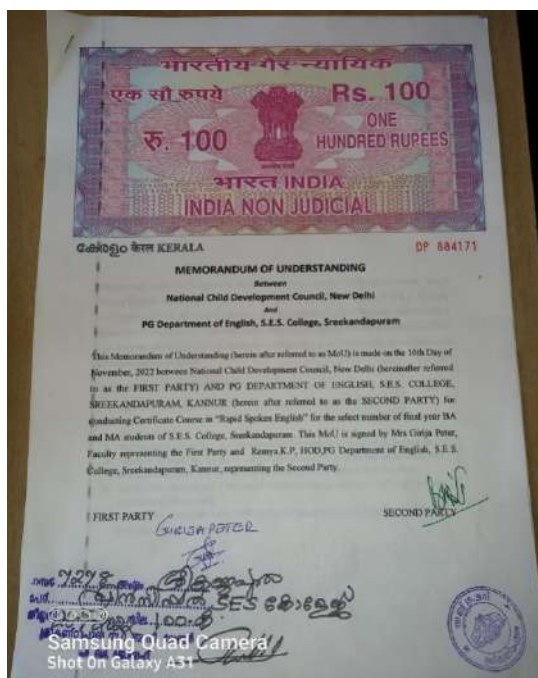 भारतीय गैर न्यायिक
एक सौ रुपये
Rs. 100
रु. 100
ONE
HUNDRED RUPEES
भारत INDIA
INDIA NON JUDICIAL
കേരളം केरल KERALA
DP 884171
MEMORANDUM OF UNDERSTANDING
Between
National Child Development Council, New Delhi
And
PG Department of English, S.E.S. College, Sreekandapuram
This Memorandum of Understanding (herein after referred to as MoU) is made on the 16th Day of
November, 2022 between National Child Development Council, New Delhi (hereinafter referred
to as the FIRST PARTY) AND PG DEPARTMENT OF ENGLISH, S.E.S. COLLEGE,
SREEKANDAPURAM, KANNUR (herein after referred to as the SECOND PARTY) for
conducting Certificate Course in "Rapid Spoken English" for the select number of final year BA
and MA students of S.E.S. College, Sreekandapuram. This MoU is signed by Mrs Girija Peter,
Faculty representing the First Party and Remya.K.P, HOD,PG Department of English, S.E.S.
College, Sreekandapuram, Kannur, representing the Second Party.
FIRST PARTY
SECOND PARTY
GIRIJA PETER
7278
SES കോളേജ്
Samsung Quad Camera
Shot On Galaxy A31